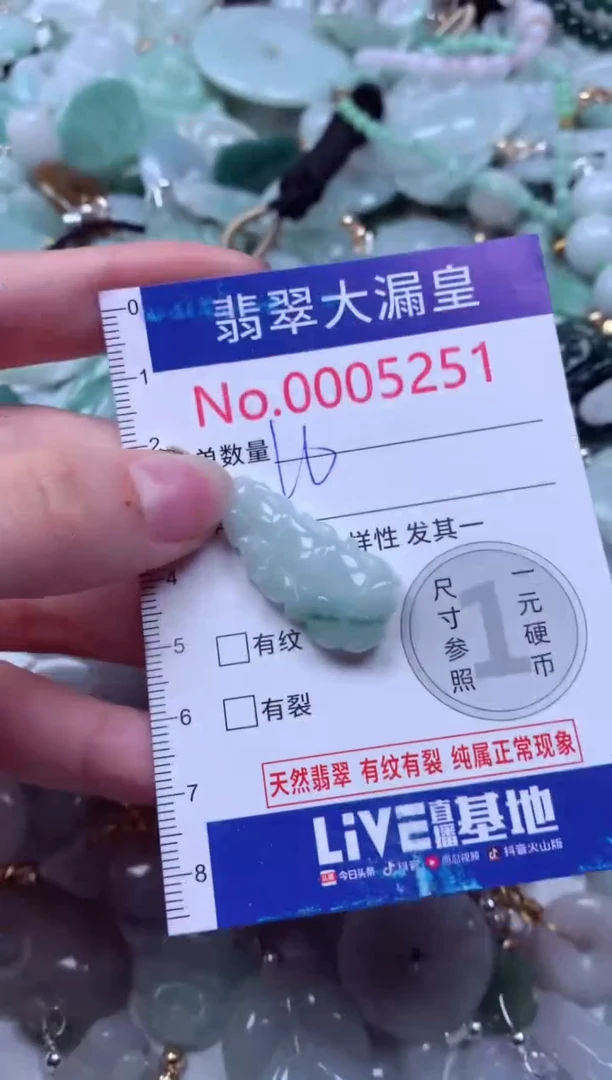 0
翡翠大漏皇
1
No.0005251
2
单数量 10
样性 发其一
4
尺寸参照
1
一元硬币
5
有纹
6
有裂
天然翡翠 有纹有裂 纯属正常现象
7
LiVE直播基地
8
今日头条 抖音 西瓜视频 抖音火山版